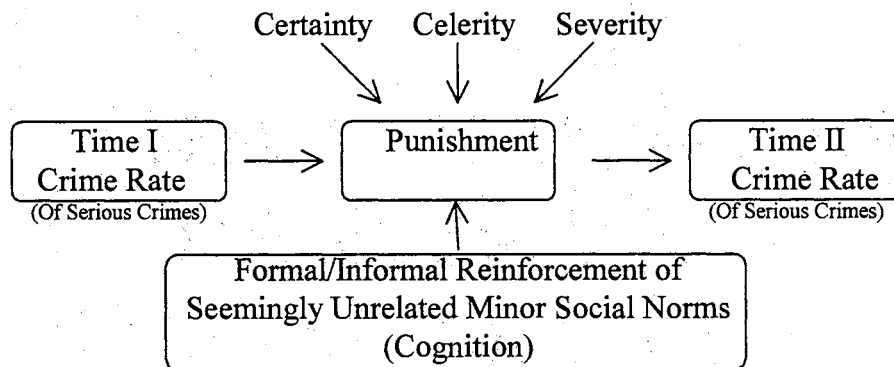 Certainty Celerity Severity
Time I
Crime Rate
(Of Serious Crimes)
Punishment
Time II
Crime Rate
(Of Serious Crimes)
Formal/Informal Reinforcement of
Seemingly Unrelated Minor Social Norms
(Cognition)